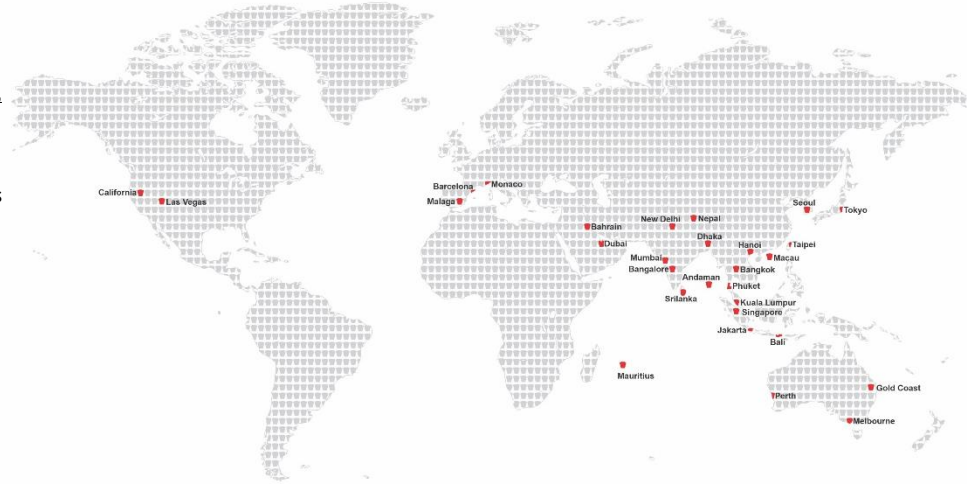 California
Las Vegas
Barcelona
Monaco
Malaga
Seoul
Tokyo
New Delhi
Nepal
Bahrain
Dhaka
Dubai
Hanoi
Taipei
Mumbai
Macau
Bangalore
Bangkok
Andaman
Phuket
Srilanka
Kuala Lumpur
Singapore
Jakarta
Bali
Mauritius
Gold Coast
Perth
Melbourne